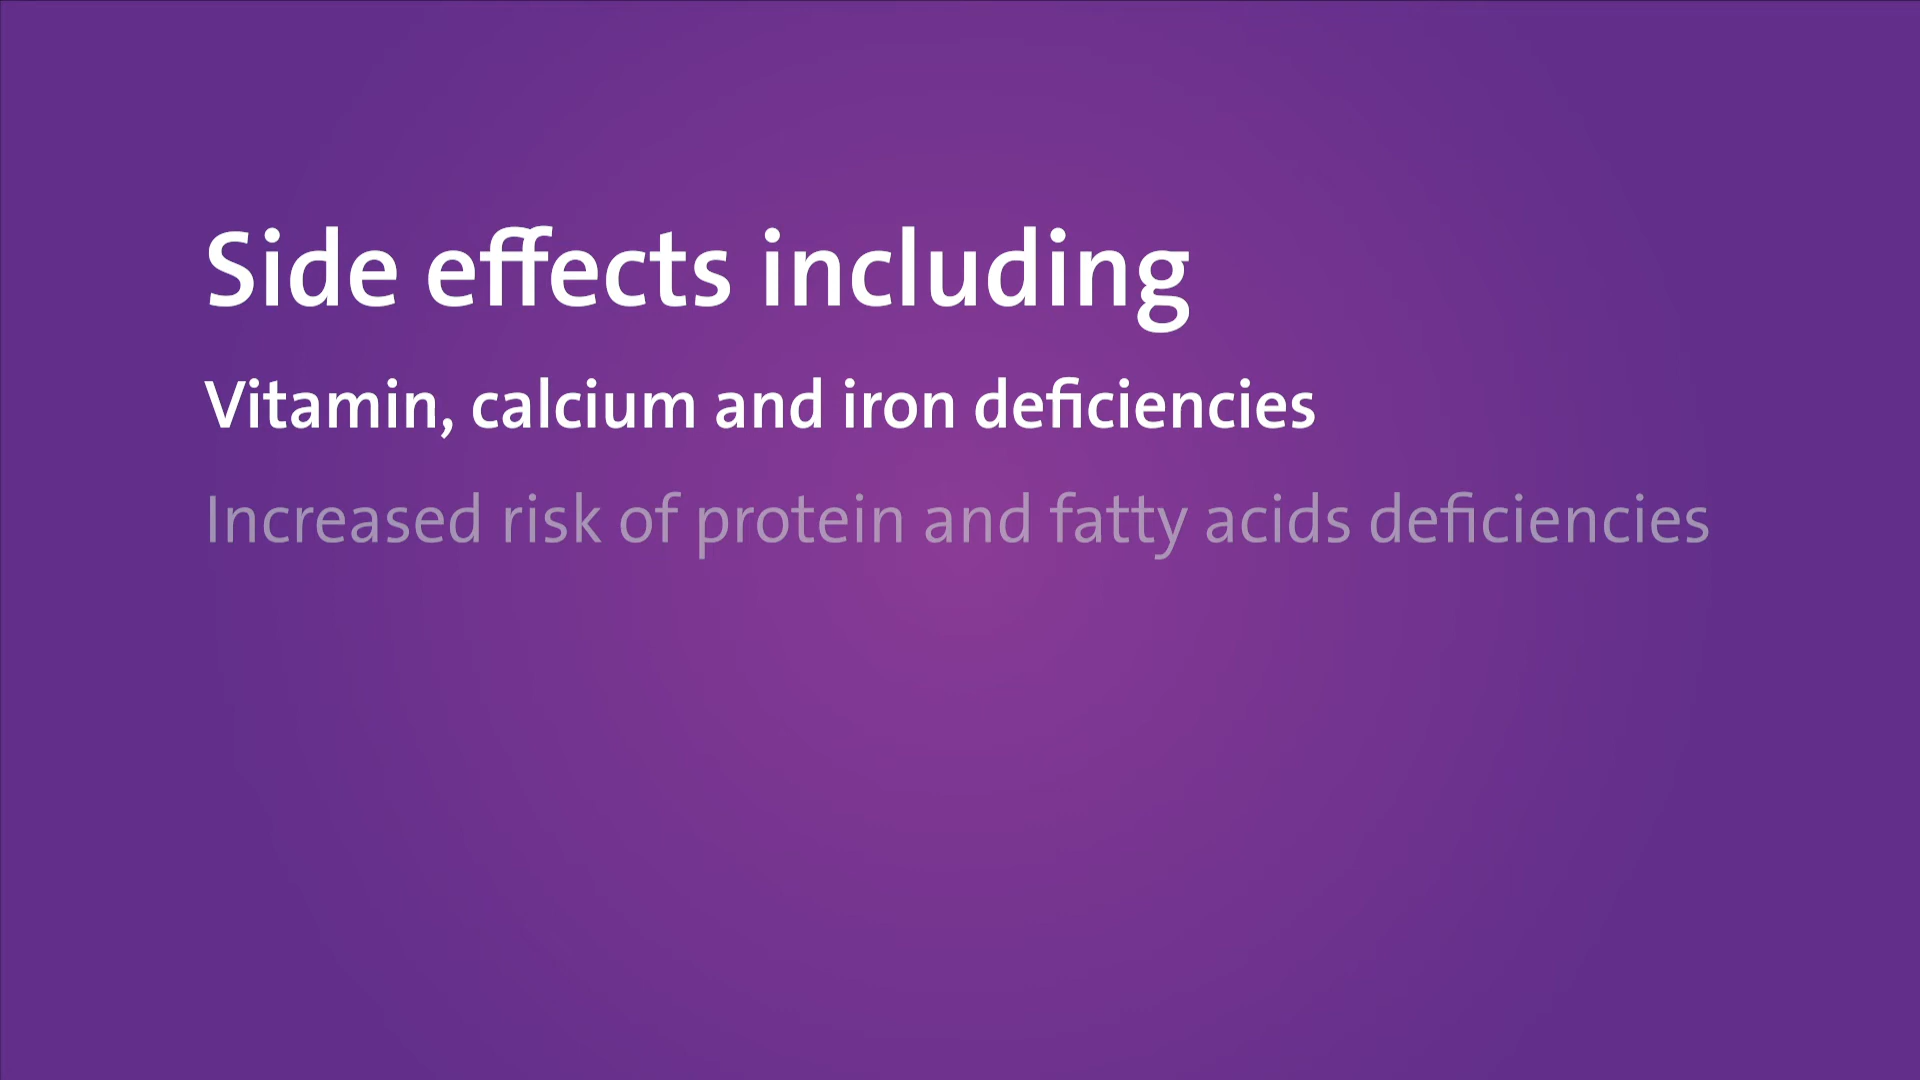 Side effects including
Vitamin, calcium and iron deficiencies
Increased risk of protein and fatty acids deficiencies